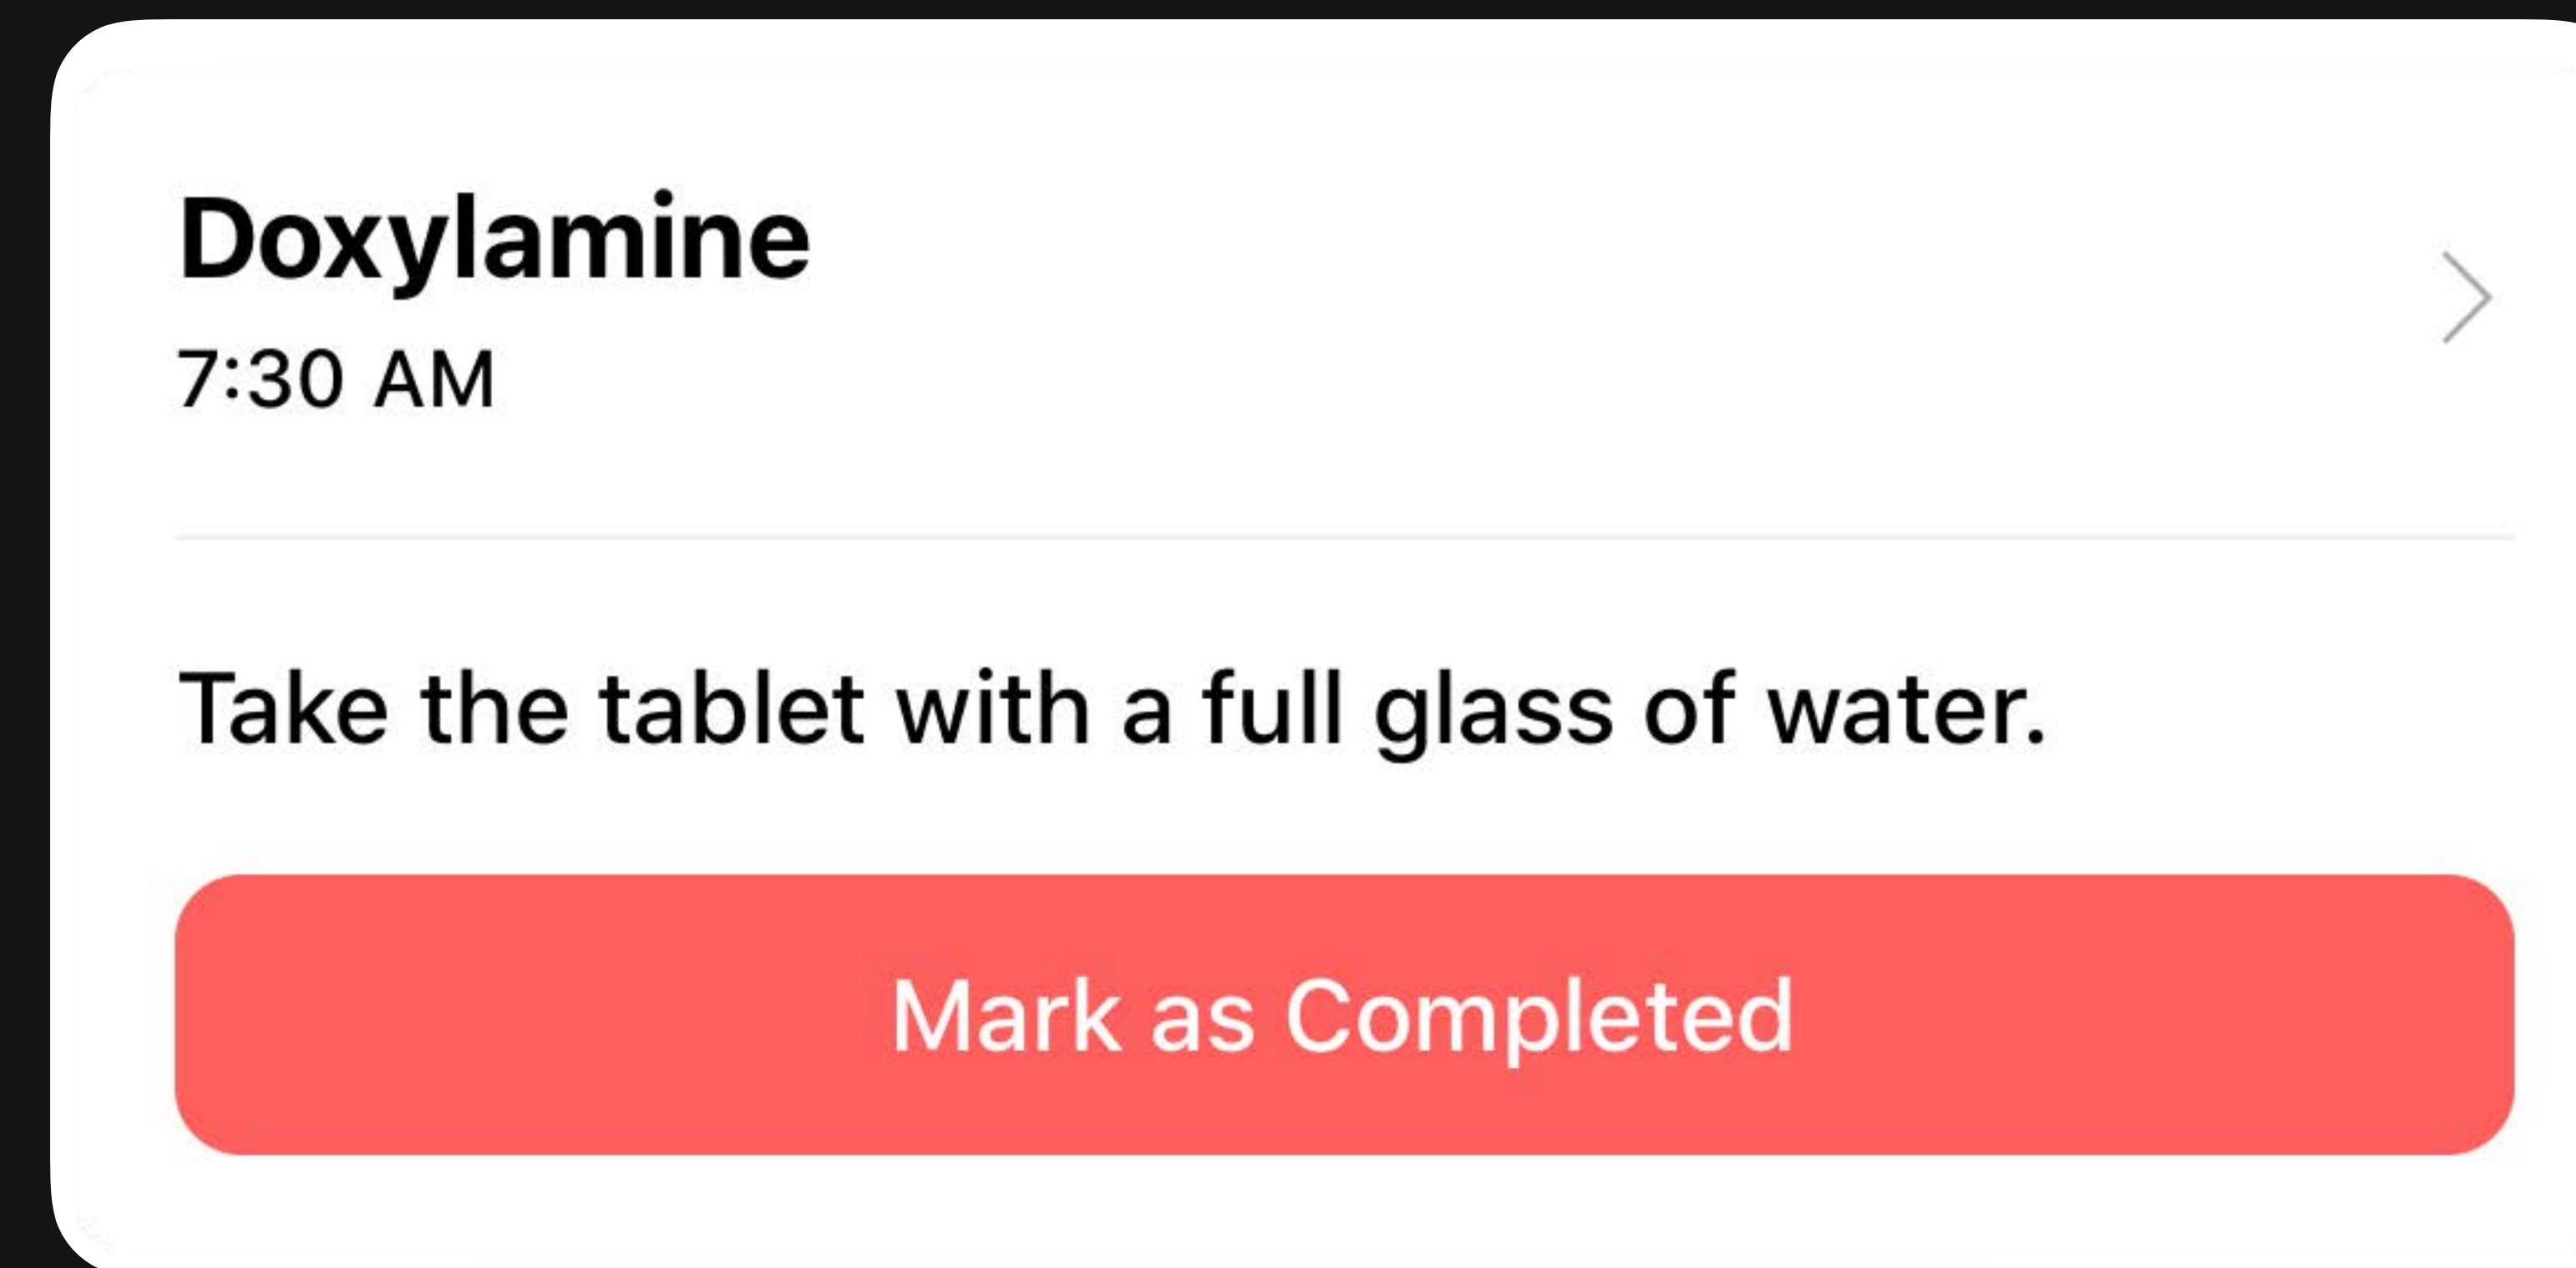 Doxylamine
7:30 AM
Take the tablet with a full glass of water.
Mark as Completed